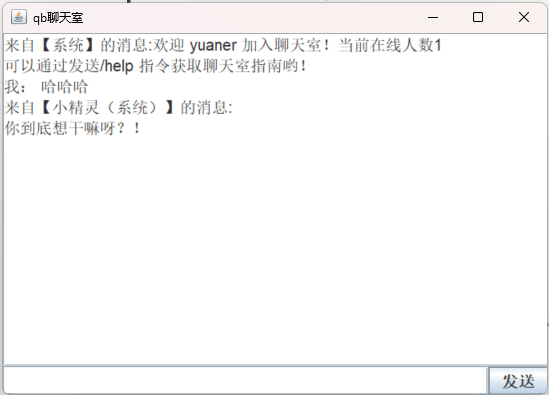 qb聊天室
来自【系统】的消息:欢迎 yuaner 加入聊天室！当前在线人数1
可以通过发送/help 指令获取聊天室指南哟！
我： 哈哈哈
来自【小精灵（系统）】的消息:
你到底想干嘛呀？！
发送